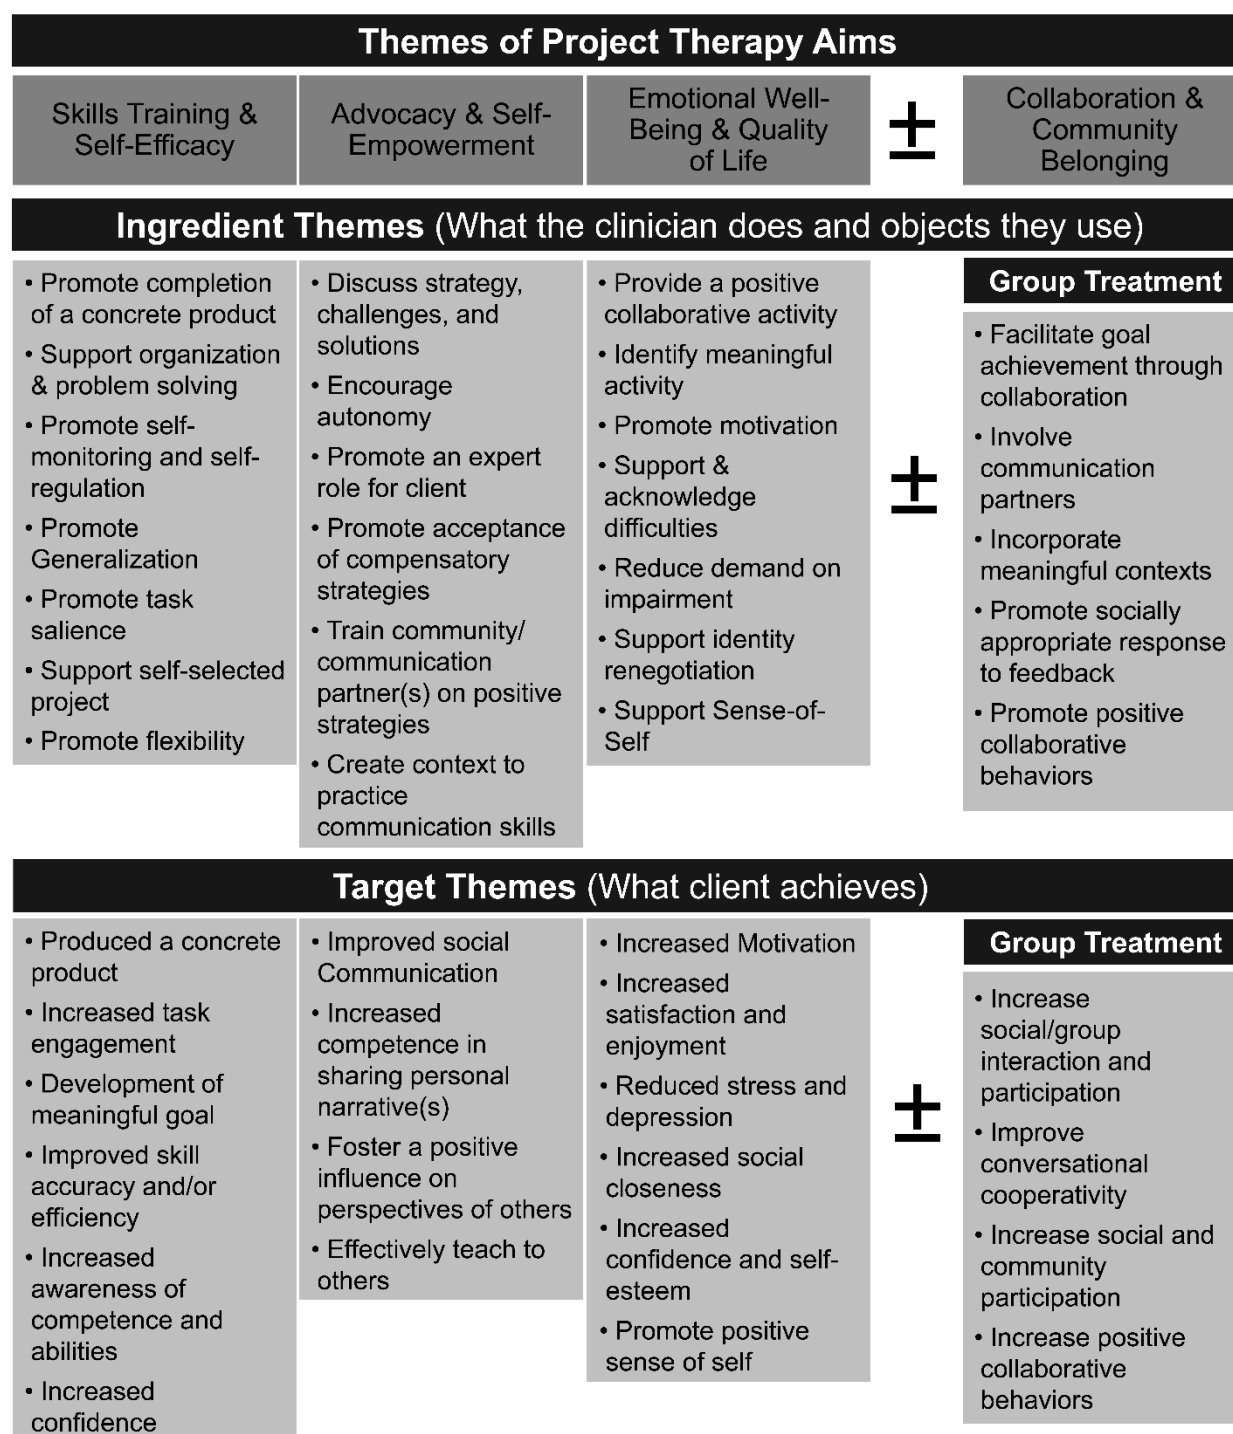 Themes of Project Therapy Aims
Skills Training &
Self-Efficacy
Advocacy & Self-
Empowerment
Emotional Well-
Being & Quality
of Life
±
Collaboration &
Community
Belonging
Ingredient Themes (What the clinician does and objects they use)
• Promote completion
of a concrete product
• Support organization
& problem solving
• Promote self-
monitoring and self-
regulation
• Promote
Generalization
• Promote task
salience
• Support self-selected
project
• Promote flexibility
• Discuss strategy,
challenges, and
solutions
• Encourage
autonomy
• Promote an expert
role for client
• Promote acceptance
of compensatory
strategies
• Train community/
communication
partner(s) on positive
strategies
• Create context to
practice
communication skills
• Provide a positive
collaborative activity
• Identify meaningful
activity
• Promote motivation
• Support &
acknowledge
difficulties
• Reduce demand on
impairment
• Support identity
renegotiation
• Support Sense-of-
Self
±
Group Treatment
• Facilitate goal
achievement through
collaboration
• Involve
communication
partners
• Incorporate
meaningful contexts
• Promote socially
appropriate response
to feedback
• Promote positive
collaborative
behaviors
Target Themes (What client achieves)
• Produced a concrete
product
• Increased task
engagement
• Development of
meaningful goal
• Improved skill
accuracy and/or
efficiency
• Increased
awareness of
competence and
abilities
• Increased
confidence
• Improved social
Communication
• Increased
competence in
sharing personal
narrative(s)
• Foster a positive
influence on
perspectives of others
• Effectively teach to
others
• Increased Motivation
• Increased
satisfaction and
enjoyment
• Reduced stress and
depression
• Increased social
closeness
• Increased
confidence and self-
esteem
• Promote positive
sense of self
±
Group Treatment
• Increase
social/group
interaction and
participation
• Improve
conversational
cooperativity
• Increase social and
community
participation
• Increase positive
collaborative
behaviors